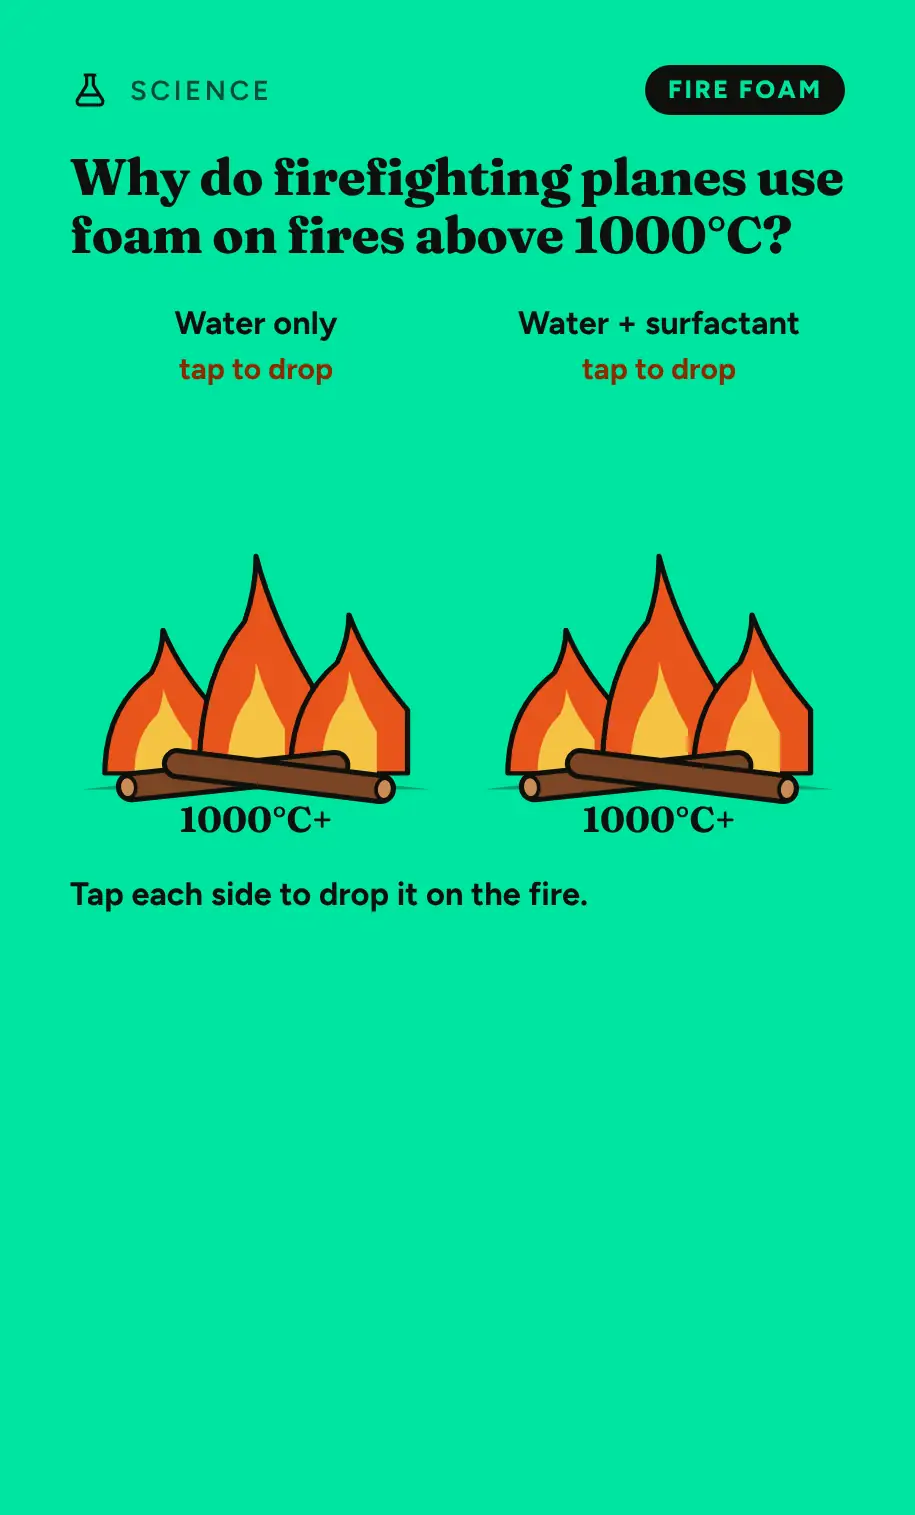 SCIENCE
FIRE FOAM
Why do firefighting planes use
foam on fires above 1000°C?
Water only
tap to drop
Water + surfactant
tap to drop
1000°C+
1000°C+
Tap each side to drop it on the fire.